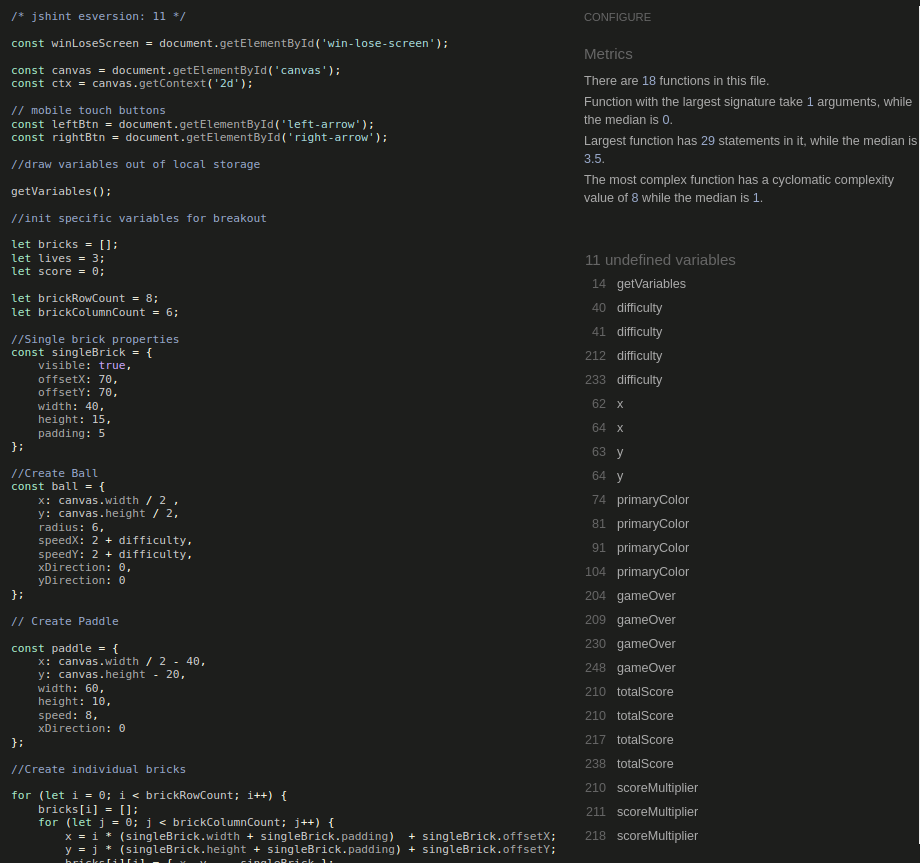 /* jshint esversion: 11 */
const winLoseScreen = document.getElementById('win-lose-screen');
const canvas = document.getElementById('canvas');
const ctx = canvas.getContext('2d');
// mobile touch buttons
const leftBtn = document.getElementById('left-arrow');
const rightBtn = document.getElementById('right-arrow');
//draw variables out of local storage
getVariables();
//init specific variables for breakout
let bricks = [];
let lives = 3;
let score = 0;
let brickRowCount = 8;
let brickColumnCount = 6;
//Single brick properties
const singleBrick = {
visible: true,
offsetX: 70,
offsetY: 70,
width: 40,
height: 15,
padding: 5
};
//Create Ball
const ball = {
x: canvas.width / 2 ,
y: canvas.height / 2,
radius: 6,
speedX: 2 + difficulty,
speedY: 2 + difficulty,
xDirection: 0,
yDirection: 0
};
// Create Paddle
const paddle = {
x: canvas.width / 2 - 40,
y: canvas.height - 20,
width: 60,
height: 10,
speed: 8,
xDirection: 0
};
//Create individual bricks
for (let i = 0; i < brickRowCount; i++) {
bricks[i] = [];
for (let j = 0; j < brickColumnCount; j++) {
x = i * (singleBrick.width + singleBrick.padding)  + singleBrick.offsetX;
y = j * (singleBrick.height + singleBrick.padding) + singleBrick.offsetY;
CONFIGURE
Metrics
There are 18 functions in this file.
Function with the largest signature take 1 arguments, while
the median is 0.
Largest function has 29 statements in it, while the median is
3.5.
The most complex function has a cyclomatic complexity
value of 8 while the median is 1.
11 undefined variables
14 getVariables
40 difficulty
41 difficulty
212 difficulty
233 difficulty
62 x
64 x
63 y
64 y
74 primaryColor
81 primaryColor
91 primaryColor
104 primaryColor
204 gameOver
209 gameOver
230 gameOver
248 gameOver
210 totalScore
210 totalScore
217 totalScore
238 totalScore
210 scoreMultiplier
211 scoreMultiplier
218 scoreMultiplier